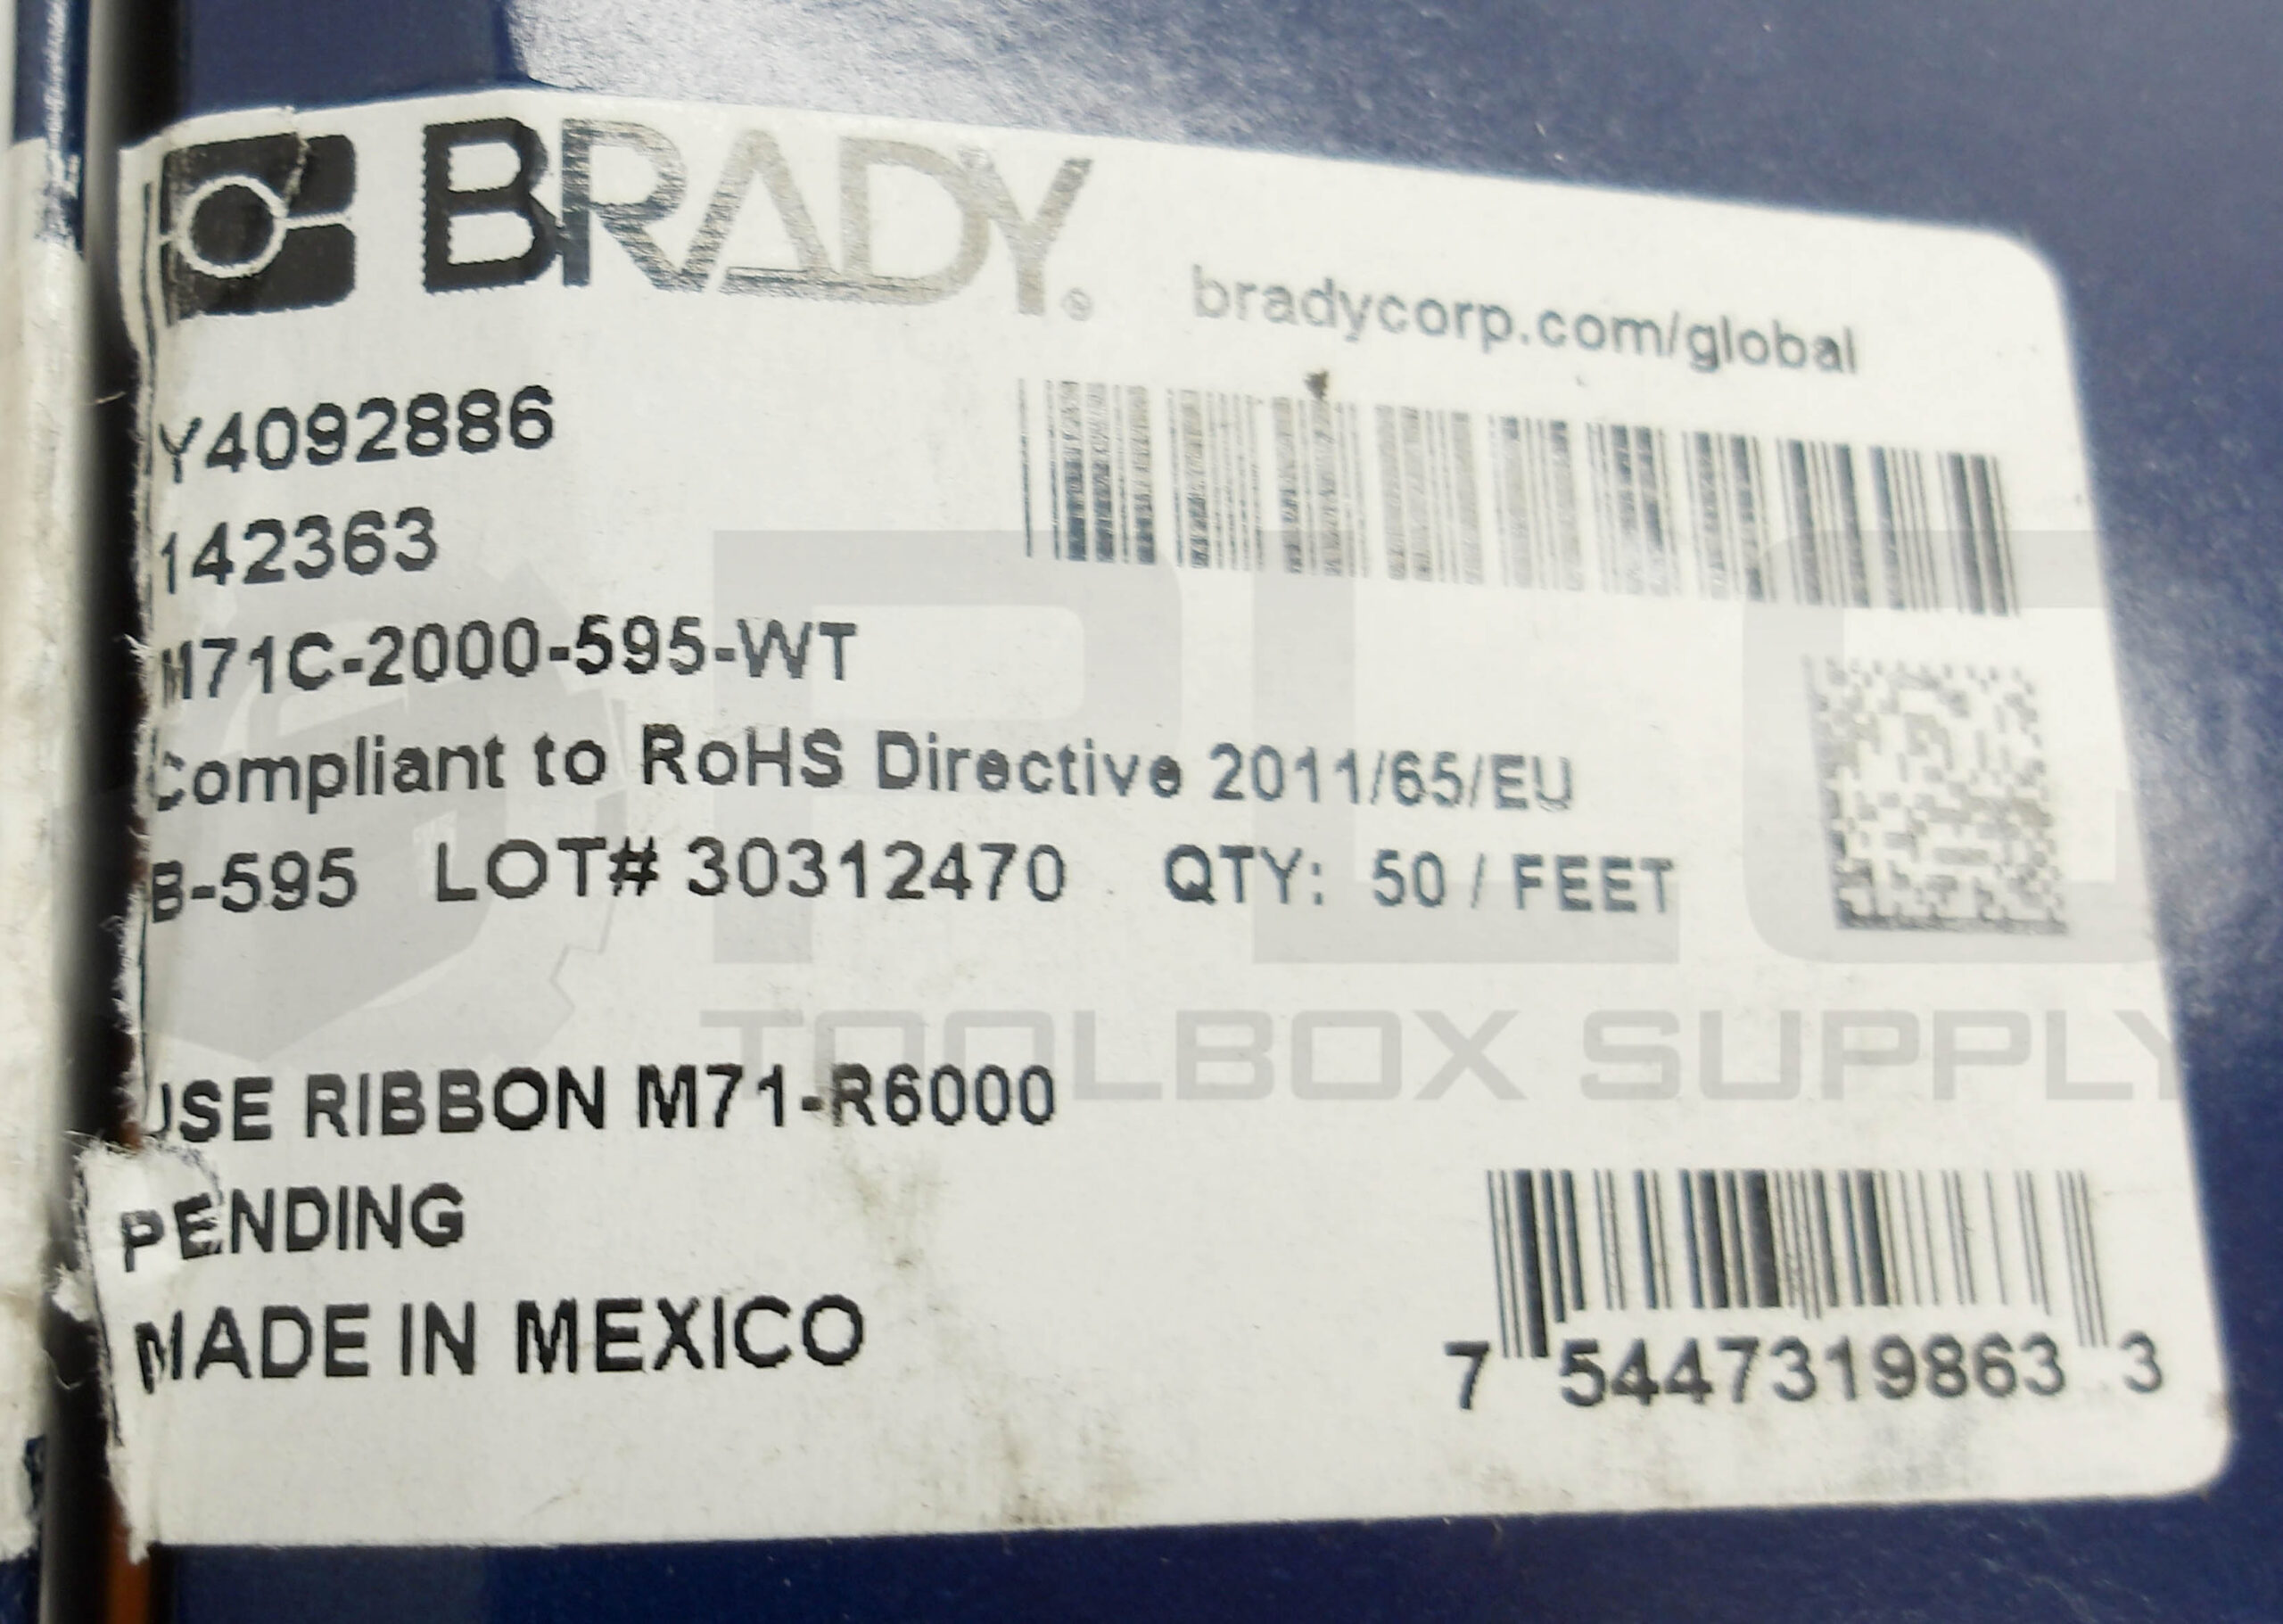 BRADY®
bradycorp.com/global
Y4092886
142363
M71C-2000-595-WT
Compliant to RoHS Directive 2011/65/EU
B-595 LOT# 30312470 QTY: 50 / FEET
PLC
TOOLBOX SUPPLY
USE RIBBON M71-R6000
PENDING
MADE IN MEXICO
7 5447319863 3